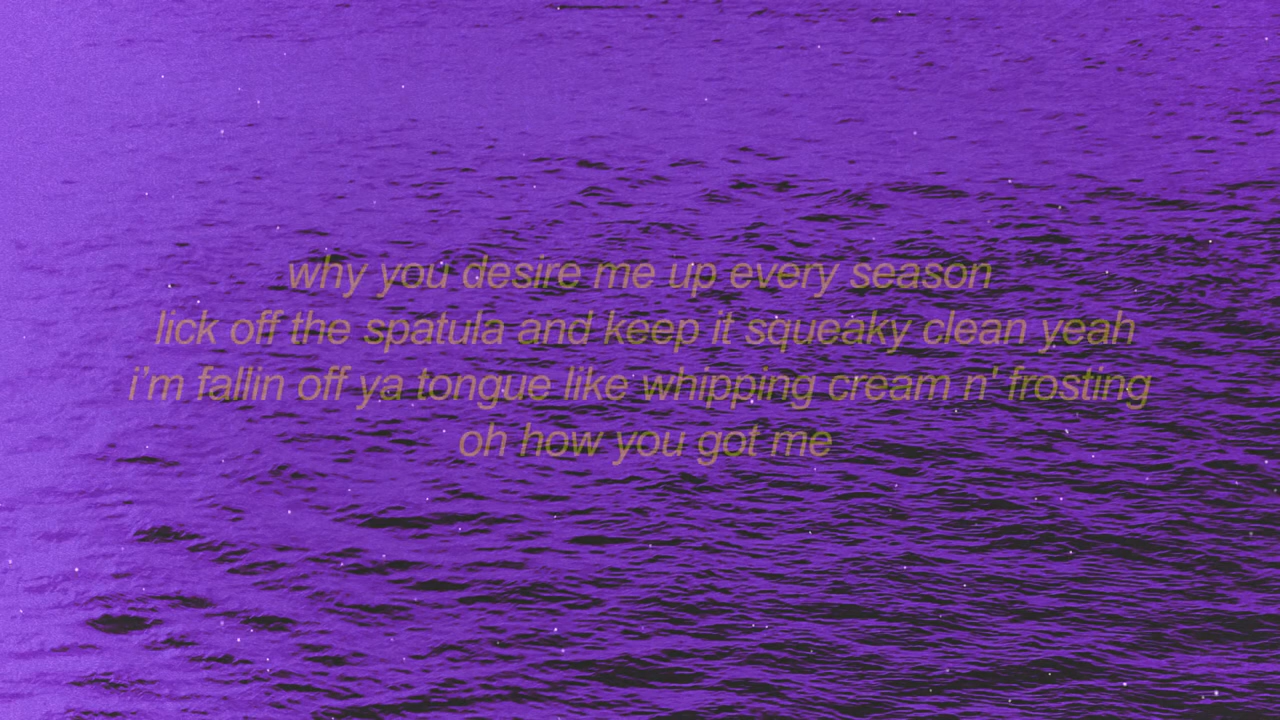 why you desire me up every season
lick off the spatula and keep it squeaky clean yeah
i’m fallin off ya tongue like whipping cream n' frosting
oh how you got me